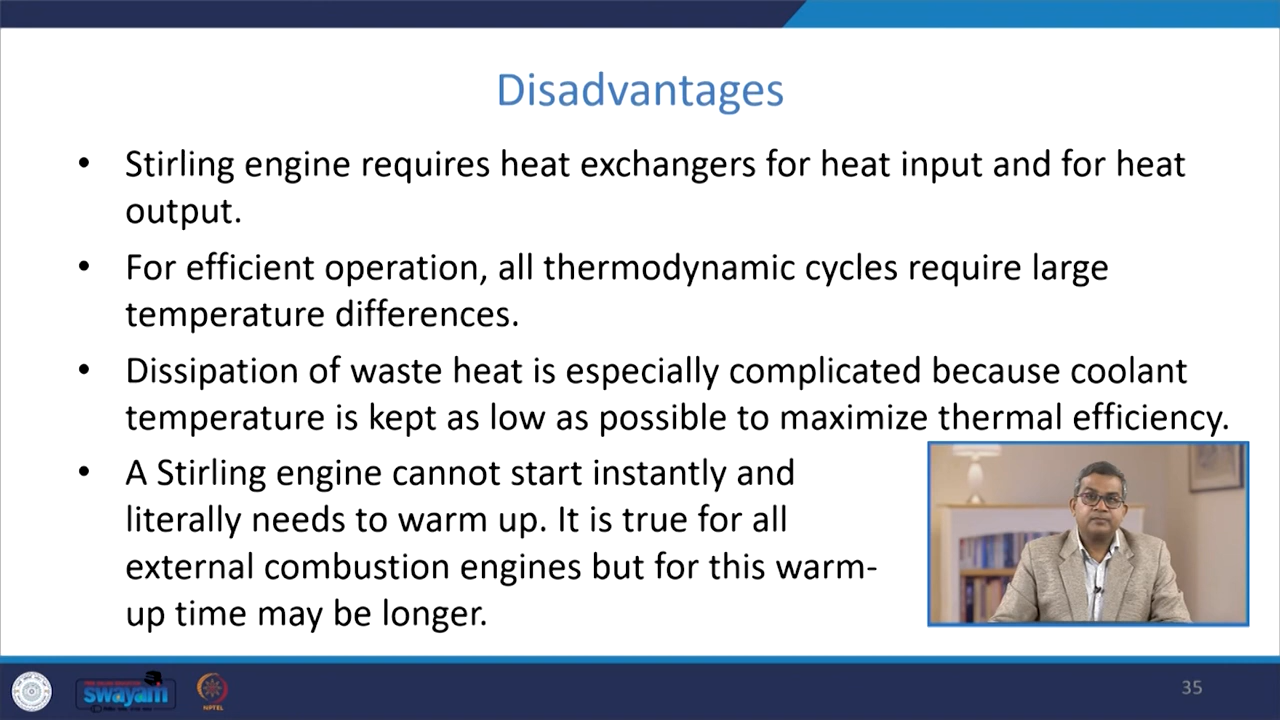 Disadvantages
• Stirling engine requires heat exchangers for heat input and for heat
output.
• For efficient operation, all thermodynamic cycles require large
temperature differences.
• Dissipation of waste heat is especially complicated because coolant
temperature is kept as low as possible to maximize thermal efficiency.
• A Stirling engine cannot start instantly and
literally needs to warm up. It is true for all
external combustion engines but for this warm-
up time may be longer.
swayam
NPTEL
35